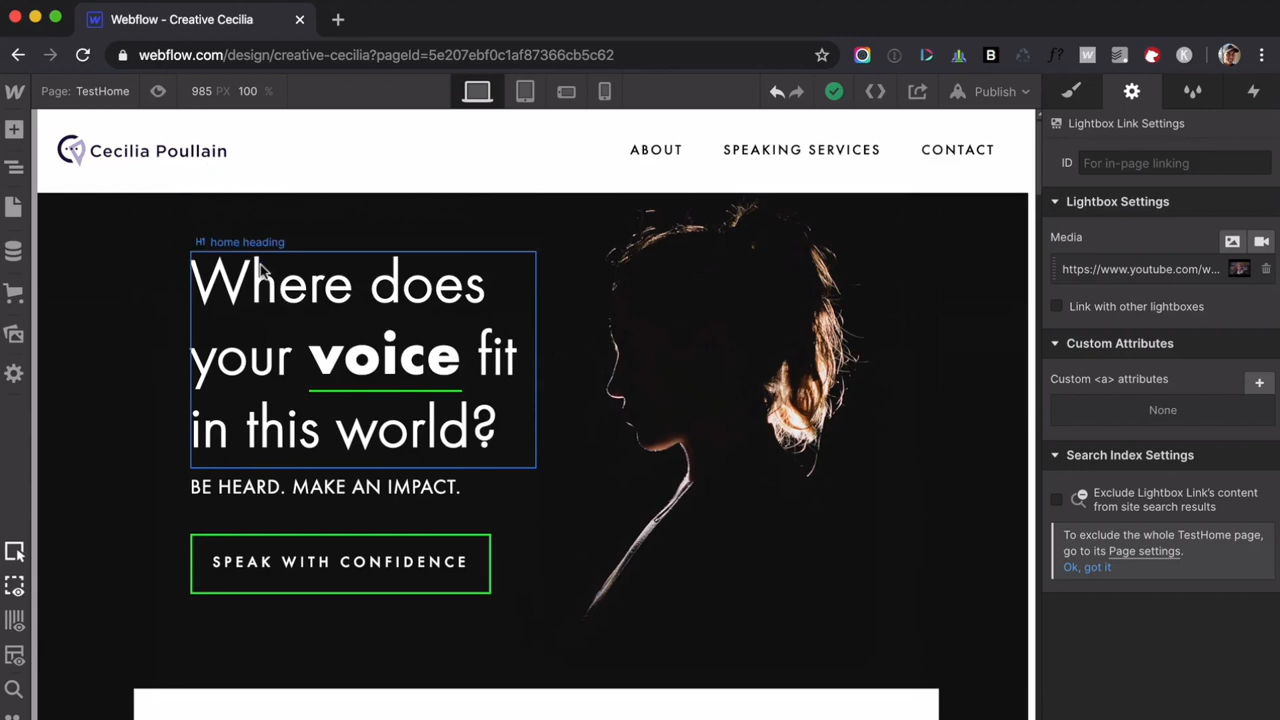 Webflow - Creative Cecilia
webflow.com/design/creative-cecilia?pageId=5e207ebf0c1af87366cb5c62
Page: TestHome
985 PX 100 %
Publish
Cecilia Poullain
ABOUT
SPEAKING SERVICES
CONTACT
H1 home heading
Where does
your voice fit
in this world?
BE HEARD. MAKE AN IMPACT.
SPEAK WITH CONFIDENCE
Lightbox Link Settings
ID For in-page linking
Lightbox Settings
Media
https://www.youtube.com/w...
Link with other lightboxes
Custom Attributes
Custom <a> attributes
None
Search Index Settings
Exclude Lightbox Link's content
from site search results
To exclude the whole TestHome page,
go to its Page settings.
Ok, got it